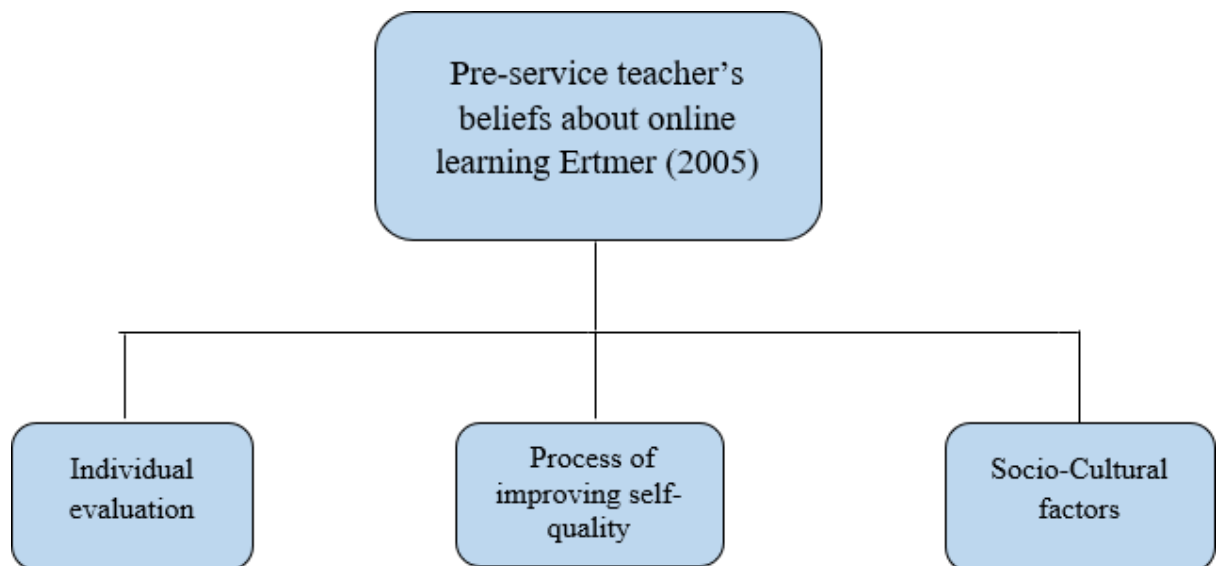 Pre-service teacher's
beliefs about online
learning Ertmer (2005)
Individual
evaluation
Process of
improving self-
quality
Socio-Cultural
factors